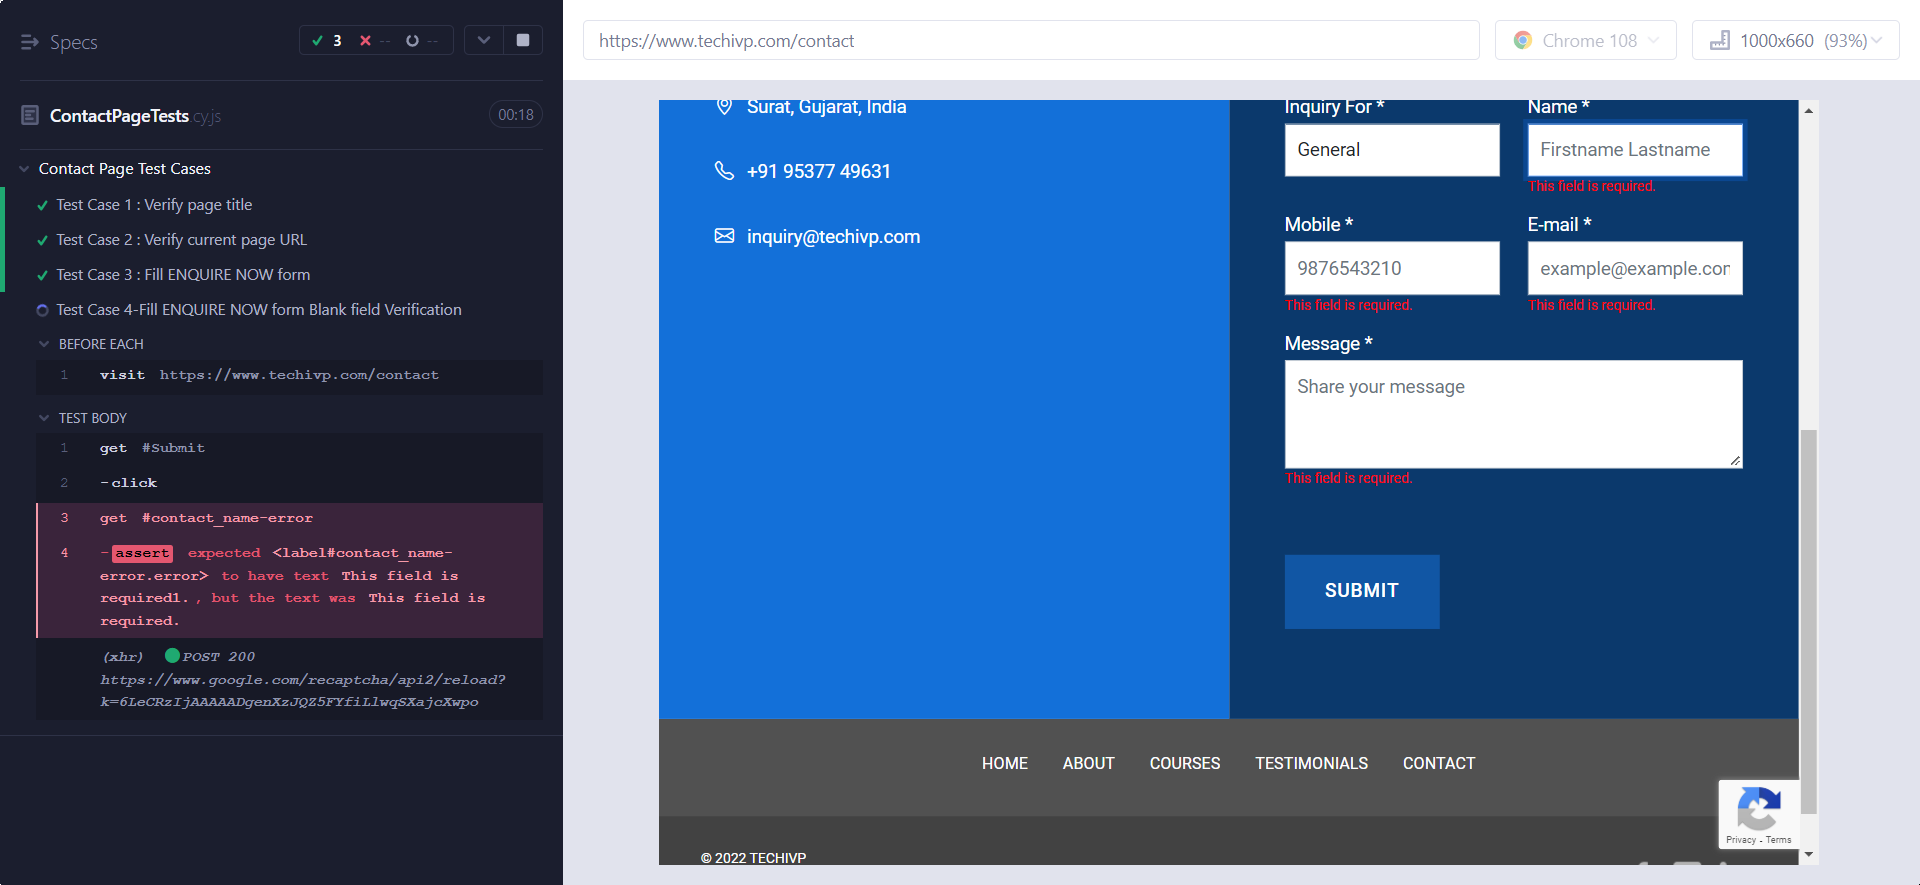 Specs
3 -- --
https://www.techivp.com/contact
Chrome 108
1000x660 (93%)
ContactPageTests.cy.js
00:18
Contact Page Test Cases
Test Case 1 : Verify page title
Test Case 2 : Verify current page URL
Test Case 3 : Fill ENQUIRE NOW form
Test Case 4-Fill ENQUIRE NOW form Blank field Verification
BEFORE EACH
1 visit https://www.techivp.com/contact
TEST BODY
1 get #Submit
2 -click
3 get #contact_name-error
4 -assert expected <label#contact_name-
error.error> to have text This field is
required1. , but the text was This field is
required.
(xhr) POST 200
https://www.google.com/recaptcha/api2/reload?
k=6LeCRzIjAAAAADgenXzJQZ5FYfiLlwqSXajcXwpo
Surat, Gujarat, India
+91 95377 49631
inquiry@techivp.com
Inquiry For * Name *
General Firstname Lastname
This field is required.
Mobile * E-mail *
9876543210 example@example.con
This field is required. This field is required.
Message *
Share your message
This field is required.
SUBMIT
HOME ABOUT COURSES TESTIMONIALS CONTACT
Privacy - Terms
© 2022 TECHIVP